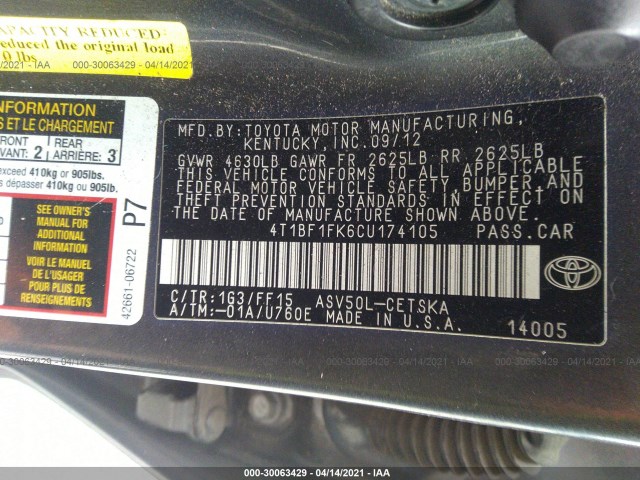 CAPACITY REDUCED
reduced the original load
0 lbs.
04/14/2021 - IAA 000-30063429 - 04/14/2021 - IAA
INFORMATION
ET LE CHARGEMENT
FRONT 2 REAR 3
AVANT: ARRIÈRE:
exceed 410kg or 905lbs.
s dépasser 410kg ou 905lb.
SEE OWNER'S
MANUAL FOR
ADDITIONAL
INFORMATION
VOIR LE MANUEL
DE L'USAGER
POUR PLUS DE
RENSEIGNEMENTS
P7
42661-06722
MFD.BY:TOYOTA MOTOR MANUFACTURING,
KENTUCKY, INC.09/12
GVWR 4630LB GAWR FR 2625LB RR 2625LB
THIS VEHICLE CONFORMS TO ALL APPLICABLE
FEDERAL MOTOR VEHICLE SAFETY,BUMPER,AND
THEFT PREVENTION STANDARDS IN EFFECT ON
THE DATE OF MANUFACTURE SHOWN ABOVE.
4T1BF1FK6CU174105 PASS.CAR
C/TR:1G3/FF15 ASV50L-CETSKA
A/TM:-01A/U760E MADE IN U.S.A.
14005
TOYOTA
30063429 - 04/14/2021 - IAA 000-30063429 - 04/14/2021 - IAA
000-30063429 - 04/14/2021 - IAA